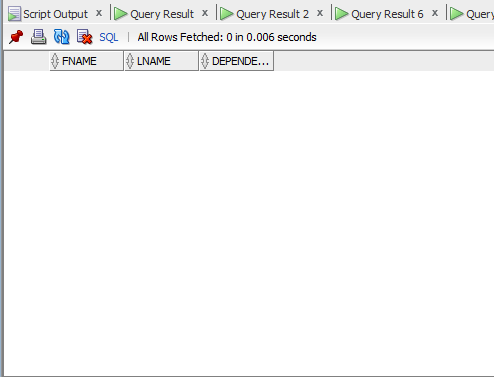 Script Output x Query Result x Query Result 2 x Query Result 6 x Query
SQL | All Rows Fetched: 0 in 0.006 seconds
FNAME LNAME DEPENDE...